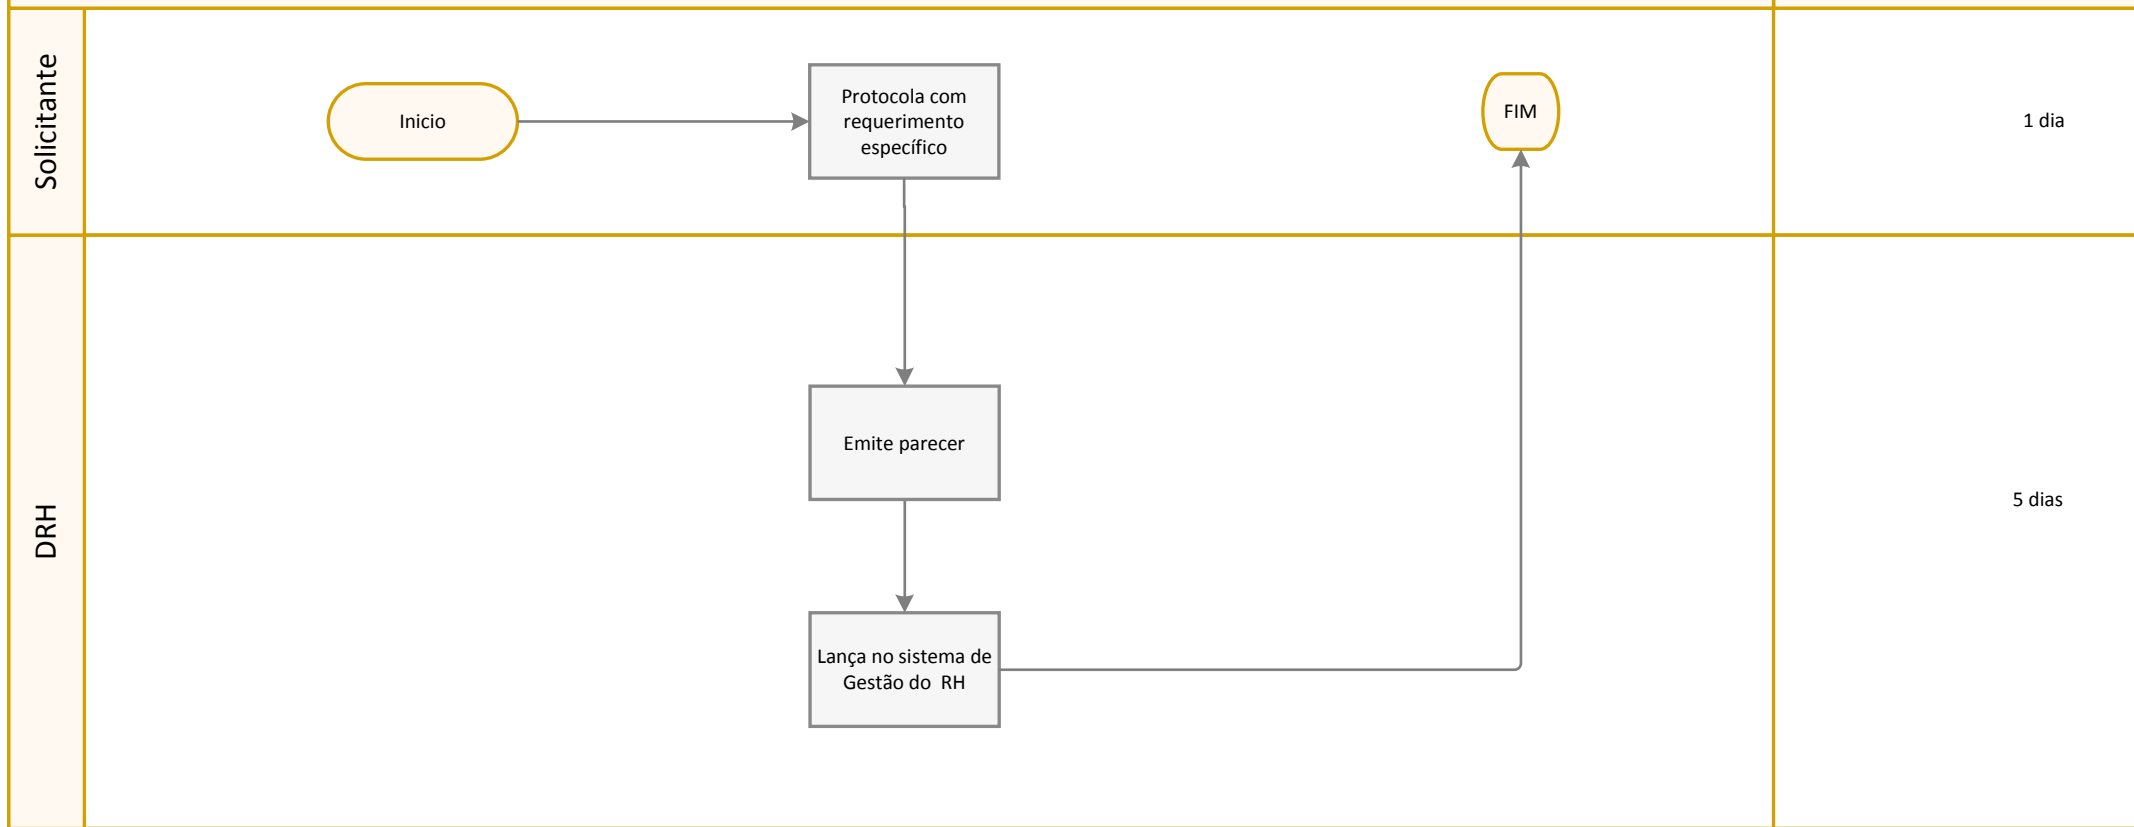 Solicitante
Inicio
Protocola com
requerimento
específico
FIM
1 dia
DRH
Emite parecer
5 dias
Lança no sistema de
Gestão do  RH